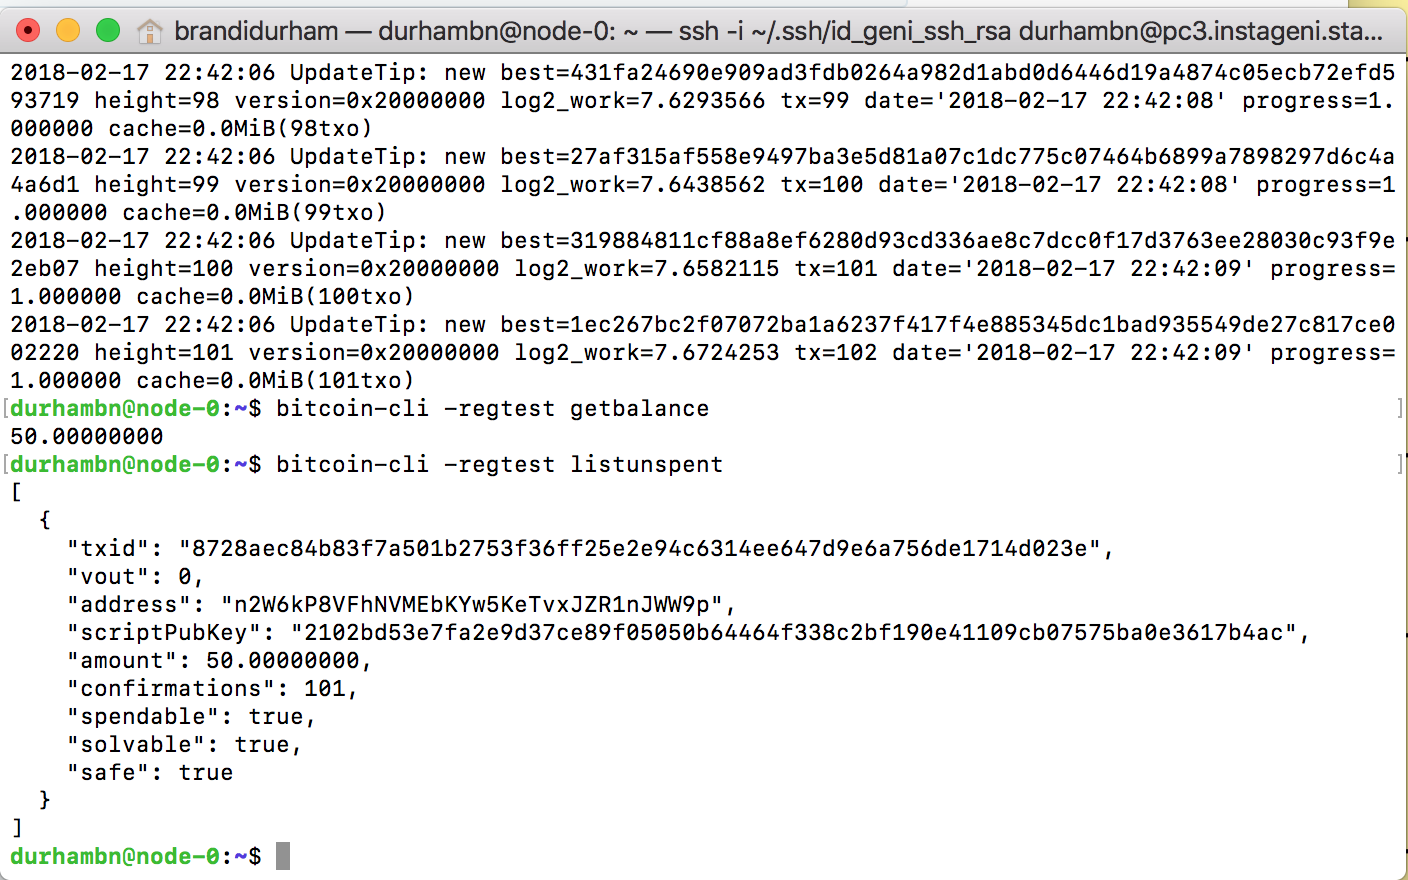 brandidurham — durhambn@node-0: ~ — ssh -i ~/.ssh/id_geni_ssh_rsa durhambn@pc3.instageni.sta...
2018-02-17 22:42:06 UpdateTip: new best=431fa24690e909ad3fdb0264a982d1abd0d6446d19a4874c05ecb72efd5
93719 height=98 version=0x20000000 log2_work=7.6293566 tx=99 date='2018-02-17 22:42:08' progress=1.
000000 cache=0.0MiB(98txo)
2018-02-17 22:42:06 UpdateTip: new best=27af315af558e9497ba3e5d81a07c1dc775c07464b6899a7898297d6c4a
4a6d1 height=99 version=0x20000000 log2_work=7.6438562 tx=100 date='2018-02-17 22:42:08' progress=1
.000000 cache=0.0MiB(99txo)
2018-02-17 22:42:06 UpdateTip: new best=319884811cf88a8ef6280d93cd336ae8c7dcc0f17d3763ee28030c93f9e
2eb07 height=100 version=0x20000000 log2_work=7.6582115 tx=101 date='2018-02-17 22:42:09' progress=
1.000000 cache=0.0MiB(100txo)
2018-02-17 22:42:06 UpdateTip: new best=1ec267bc2f07072ba1a6237f417f4e885345dc1bad935549de27c817ce0
02220 height=101 version=0x20000000 log2_work=7.6724253 tx=102 date='2018-02-17 22:42:09' progress=
1.000000 cache=0.0MiB(101txo)
[durhambn@node-0:~$ bitcoin-cli -regtest getbalance ]
50.00000000
[durhambn@node-0:~$ bitcoin-cli -regtest listunspent ]
[
  {
    "txid": "8728aec84b83f7a501b2753f36ff25e2e94c6314ee647d9e6a756de1714d023e",
    "vout": 0,
    "address": "n2W6kP8VFhNVMEbKYw5KeTvxJZR1nJWW9p",
    "scriptPubKey": "2102bd53e7fa2e9d37ce89f05050b64464f338c2bf190e41109cb07575ba0e3617b4ac",
    "amount": 50.00000000,
    "confirmations": 101,
    "spendable": true,
    "solvable": true,
    "safe": true
  }
]
durhambn@node-0:~$